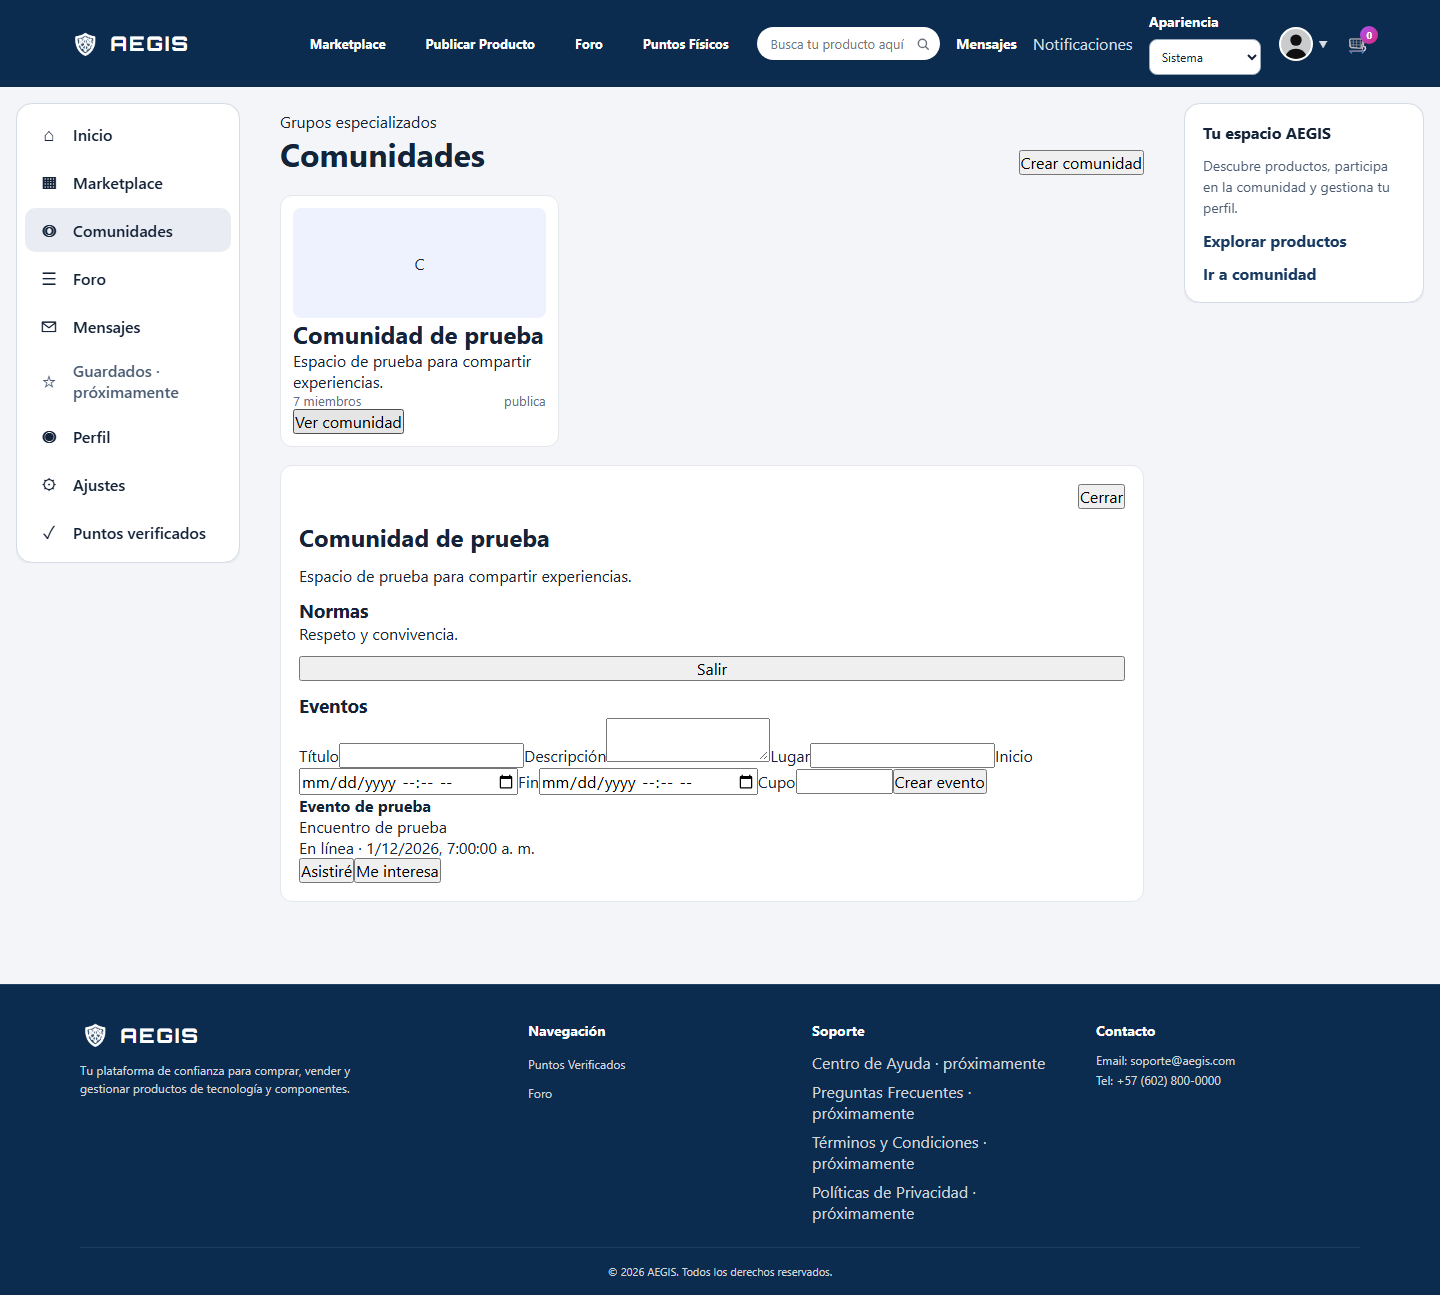 AEGIS
Marketplace
Publicar Producto
Foro
Puntos Físicos
Busca tu producto aquí
Mensajes
Notificaciones
Apariencia
Sistema
0
Inicio
Marketplace
Comunidades
Foro
Mensajes
Guardados ·
próximamente
Perfil
Ajustes
Puntos verificados
Grupos especializados
Comunidades
Crear comunidad
C
Comunidad de prueba
Espacio de prueba para compartir
experiencias.
7 miembros publica
Ver comunidad
Cerrar
Comunidad de prueba
Espacio de prueba para compartir experiencias.
Normas
Respeto y convivencia.
Salir
Eventos
Título Descripción Lugar Inicio
mm/dd/yyyy --:-- -- Fin mm/dd/yyyy --:-- -- Cupo Crear evento
Evento de prueba
Encuentro de prueba
En línea · 1/12/2026, 7:00:00 a. m.
Asistiré Me interesa
Tu espacio AEGIS
Descubre productos, participa
en la comunidad y gestiona tu
perfil.
Explorar productos
Ir a comunidad
AEGIS
Tu plataforma de confianza para comprar, vender y
gestionar productos de tecnología y componentes.
Navegación
Puntos Verificados
Foro
Soporte
Centro de Ayuda · próximamente
Preguntas Frecuentes ·
próximamente
Términos y Condiciones ·
próximamente
Políticas de Privacidad ·
próximamente
Contacto
Email: soporte@aegis.com
Tel: +57 (602) 800-0000
© 2026 AEGIS. Todos los derechos reservados.